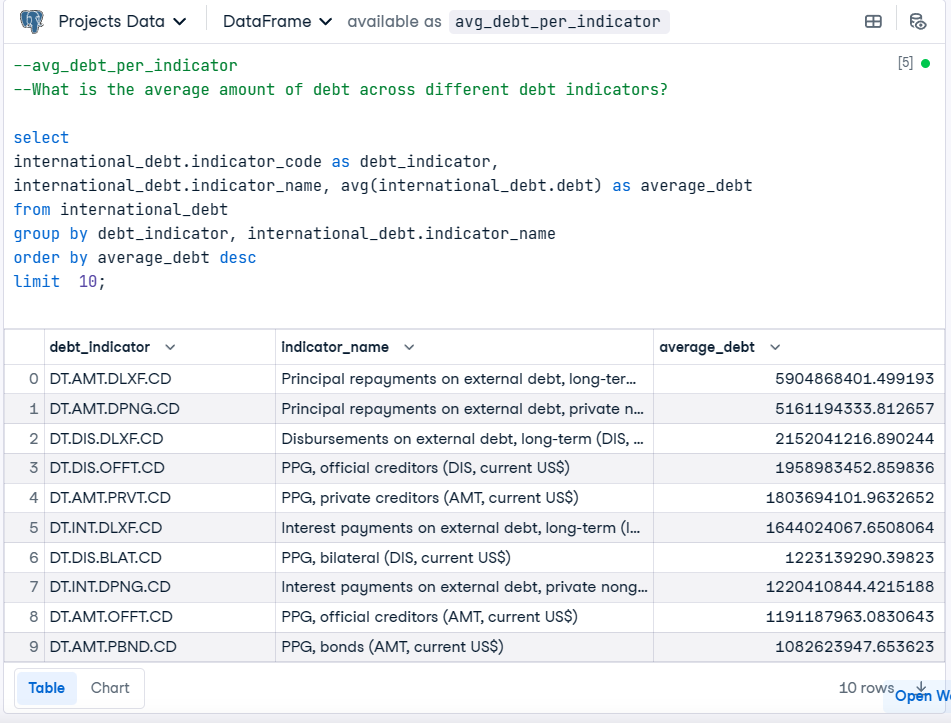 Projects Data DataFrame available as avg_debt_per_indicator
--avg_debt_per_indicator [5]
--What is the average amount of debt across different debt indicators?
select
international_debt.indicator_code as debt_indicator,
international_debt.indicator_name, avg(international_debt.debt) as average_debt
from international_debt
group by debt_indicator, international_debt.indicator_name
order by average_debt desc
limit  10;
debt_indicator indicator_name average_debt
0 DT.AMT.DLXF.CD Principal repayments on external debt, long-ter... 5904868401.499193
1 DT.AMT.DPNG.CD Principal repayments on external debt, private n... 5161194333.812657
2 DT.DIS.DLXF.CD Disbursements on external debt, long-term (DIS, ... 2152041216.890244
3 DT.DIS.OFFT.CD PPG, official creditors (DIS, current US$) 1958983452.859836
4 DT.AMT.PRVT.CD PPG, private creditors (AMT, current US$) 1803694101.9632652
5 DT.INT.DLXF.CD Interest payments on external debt, long-term (I... 1644024067.6508064
6 DT.DIS.BLAT.CD PPG, bilateral (DIS, current US$) 1223139290.39823
7 DT.INT.DPNG.CD Interest payments on external debt, private nong... 1220410844.4215188
8 DT.AMT.OFFT.CD PPG, official creditors (AMT, current US$) 1191187963.0830643
9 DT.AMT.PBND.CD PPG, bonds (AMT, current US$) 1082623947.653623
Table Chart 10 rows
Open